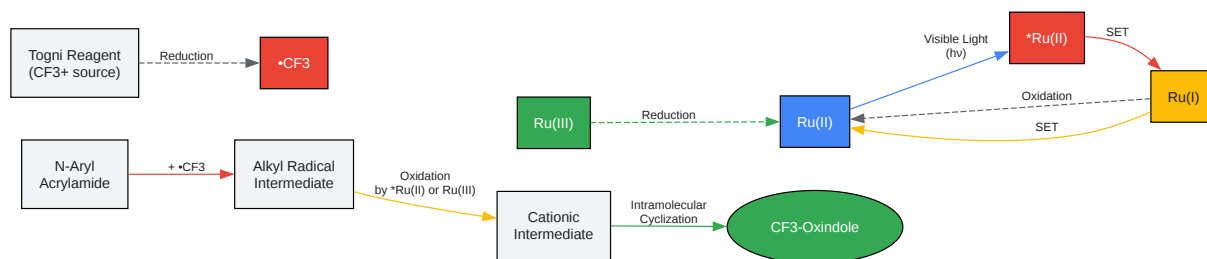 Togni Reagent
(CF3+ source)
Reduction
•CF3
Visible Light
(hν)
*Ru(II)
SET
Ru(I)
Oxidation
SET
Ru(III)
Reduction
Ru(II)
N-Aryl
Acrylamide
+ •CF3
Alkyl Radical
Intermediate
Oxidation
by *Ru(II) or Ru(III)
Cationic
Intermediate
Intramolecular
Cyclization
CF3-Oxindole